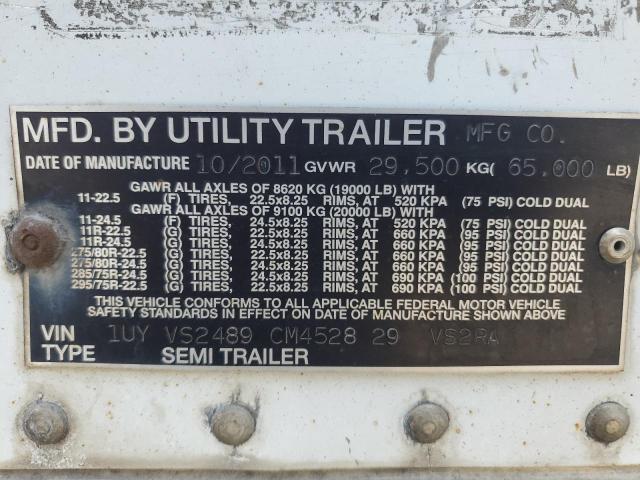 MFD. BY UTILITY TRAILER MFG CO.
DATE OF MANUFACTURE 10/2011 GVWR 29,500 KG( 65,000 LB)
GAWR ALL AXLES OF 8620 KG (19000 LB) WITH
11-22.5 (F) TIRES, 22.5x8.25 RIMS, AT 520 KPA (75 PSI) COLD DUAL
GAWR ALL AXLES OF 9100 KG (20000 LB) WITH
11-24.5 (F) TIRES, 24.5x8.25 RIMS, AT 520 KPA (75 PSI) COLD DUAL
11R-22.5 (G) TIRES, 22.5x8.25 RIMS, AT 660 KPA (95 PSI) COLD DUAL
11R-24.5 (G) TIRES, 24.5x8.25 RIMS, AT 660 KPA (95 PSI) COLD DUAL
275/80R-22.5 (G) TIRES, 22.5x8.25 RIMS, AT 660 KPA (95 PSI) COLD DUAL
275/80R-24.5 (G) TIRES, 24.5x8.25 RIMS, AT 660 KPA (95 PSI) COLD DUAL
285/75R-24.5 (G) TIRES, 24.5x8.25 RIMS, AT 690 KPA (100 PSI) COLD DUAL
295/75R-22.5 (G) TIRES, 22.5x8.25 RIMS, AT 690 KPA (100 PSI) COLD DUAL
THIS VEHICLE CONFORMS TO ALL APPLICABLE FEDERAL MOTOR VEHICLE
SAFETY STANDARDS IN EFFECT ON DATE OF MANUFACTURE SHOWN ABOVE
VIN 1UY VS2489 CM4528 29 VS2RA
TYPE SEMI TRAILER